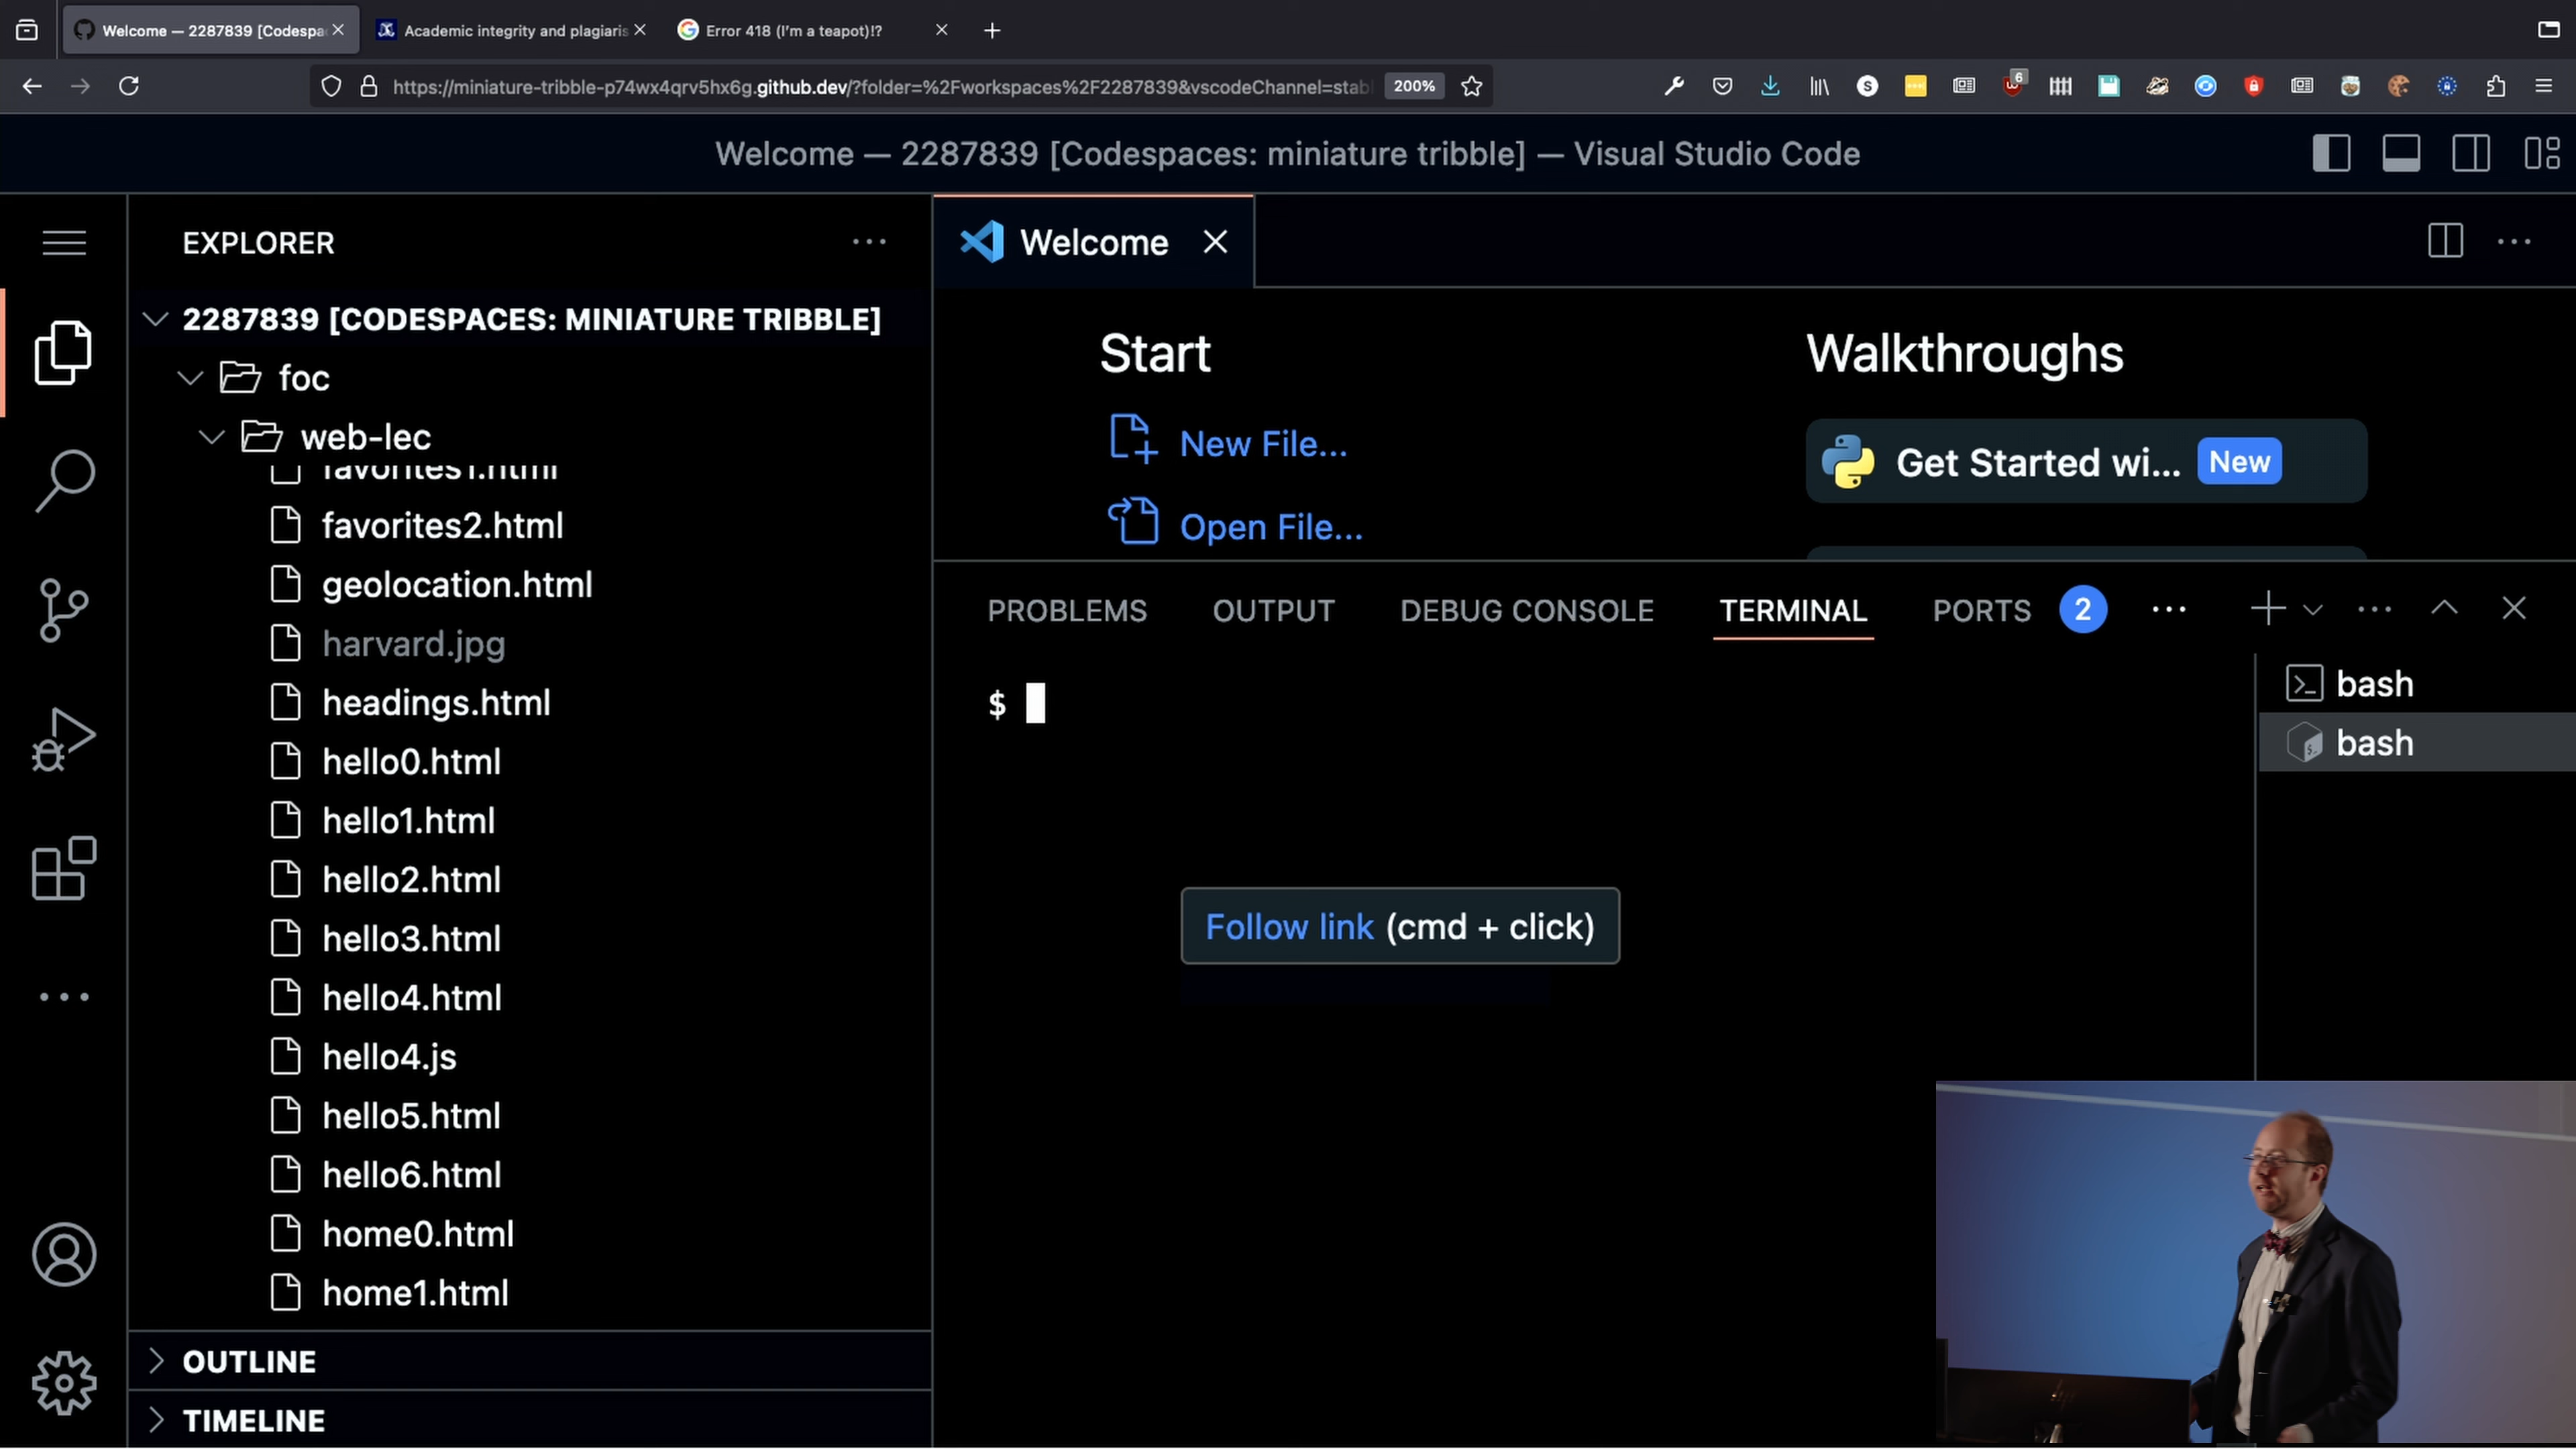 Welcome — 2287839 [Codespa
Academic integrity and plagiaris
Error 418 (I'm a teapot)!?
https://miniature-tribble-p74wx4qrv5hx6g.github.dev/?folder=%2Fworkspaces%2F2287839&vscodeChannel=stabl
200%
6
Welcome — 2287839 [Codespaces: miniature tribble] — Visual Studio Code
EXPLORER
2287839 [CODESPACES: MINIATURE TRIBBLE]
foc
web-lec
favorites1.html
favorites2.html
geolocation.html
harvard.jpg
headings.html
hello0.html
hello1.html
hello2.html
hello3.html
hello4.html
hello4.js
hello5.html
hello6.html
home0.html
home1.html
OUTLINE
TIMELINE
Welcome
Start
New File...
Open File...
Walkthroughs
Get Started wi... New
PROBLEMS OUTPUT DEBUG CONSOLE TERMINAL PORTS 2
$
Follow link (cmd + click)
bash
bash